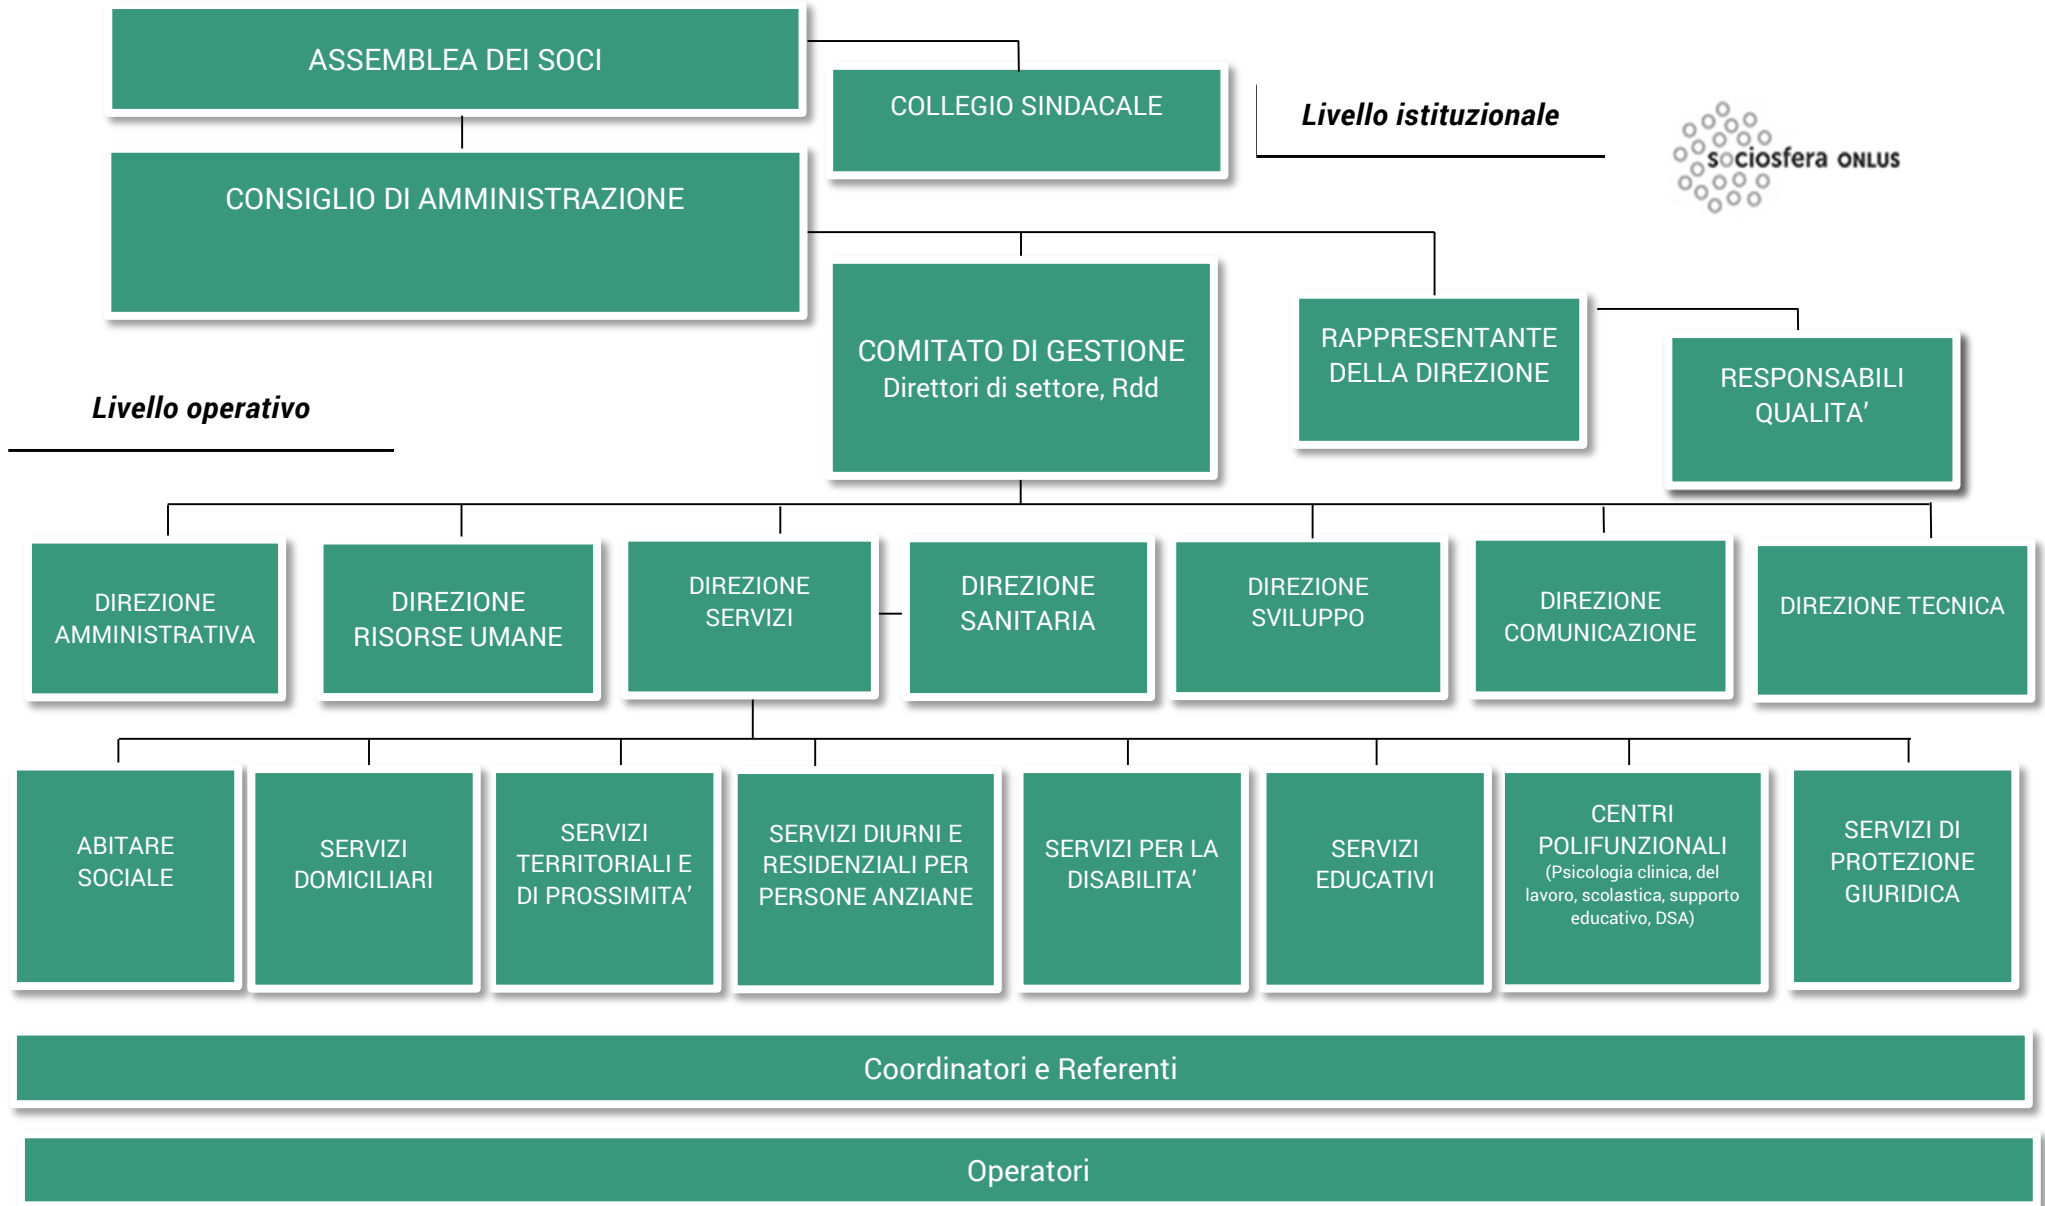 ASSEMBLEA DEI SOCI
COLLEGIO SINDACALE
Livello istituzionale
sociosfera ONLUS
CONSIGLIO DI AMMINISTRAZIONE
COMITATO DI GESTIONE
Direttori di settore, Rdd
RAPPRESENTANTE
DELLA DIREZIONE
RESPONSABILI
QUALITA’
Livello operativo
DIREZIONE
AMMINISTRATIVA
DIREZIONE
RISORSE UMANE
DIREZIONE
SERVIZI
DIREZIONE
SANITARIA
DIREZIONE
SVILUPPO
DIREZIONE
COMUNICAZIONE
DIREZIONE TECNICA
ABITARE
SOCIALE
SERVIZI
DOMICILIARI
SERVIZI
TERRITORIALI E
DI PROSSIMITA’
SERVIZI DIURNI E
RESIDENZIALI PER
PERSONE ANZIANE
SERVIZI PER LA
DISABILITA’
SERVIZI
EDUCATIVI
CENTRI
POLIFUNZIONALI
(Psicologia clinica, del
lavoro, scolastica, supporto
educativo, DSA)
SERVIZI DI
PROTEZIONE
GIURIDICA
Coordinatori e Referenti
Operatori